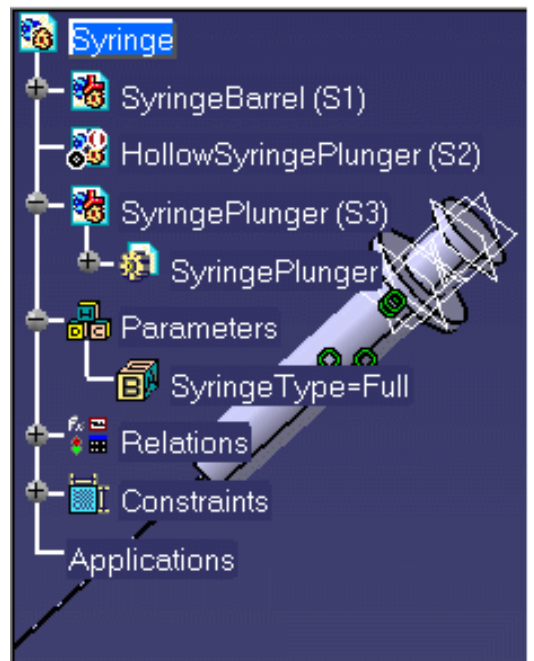 Syringe
SyringeBarrel (S1)
HollowSyringePlunger (S2)
SyringePlunger (S3)
SyringePlunger
Parameters
SyringeType=Full
Relations
Constraints
Applications